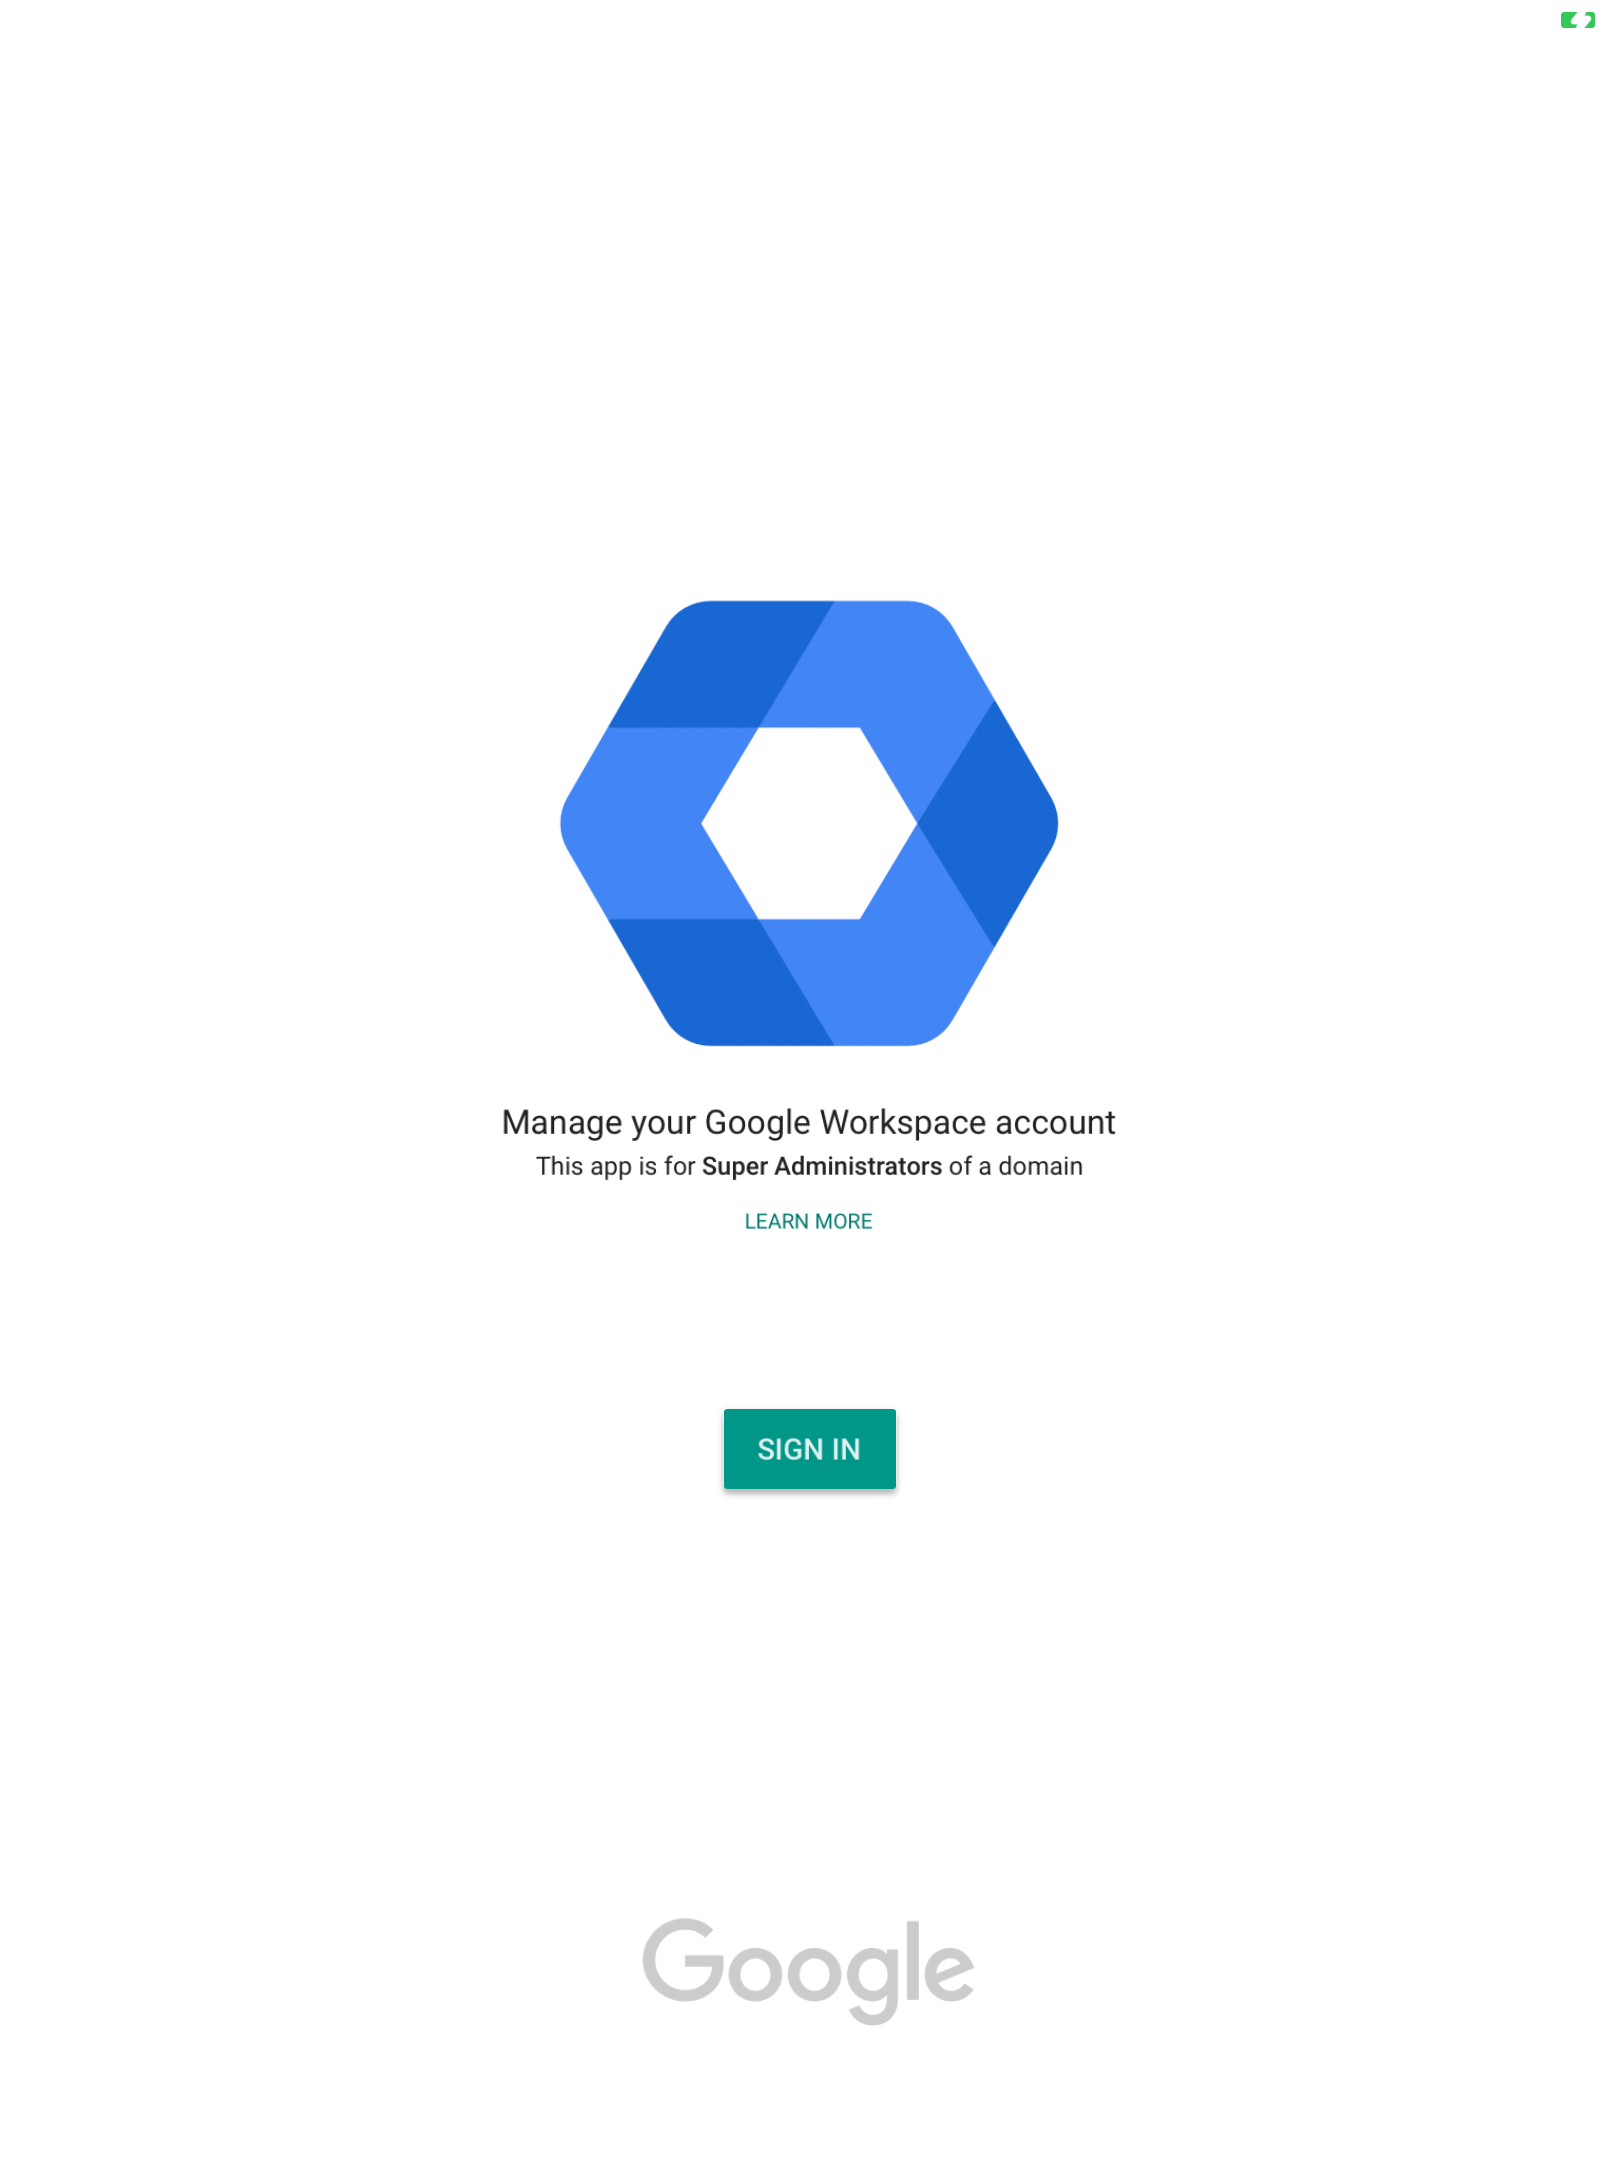 Manage your Google Workspace account
This app is for Super Administrators of a domain
LEARN MORE
SIGN IN
Google